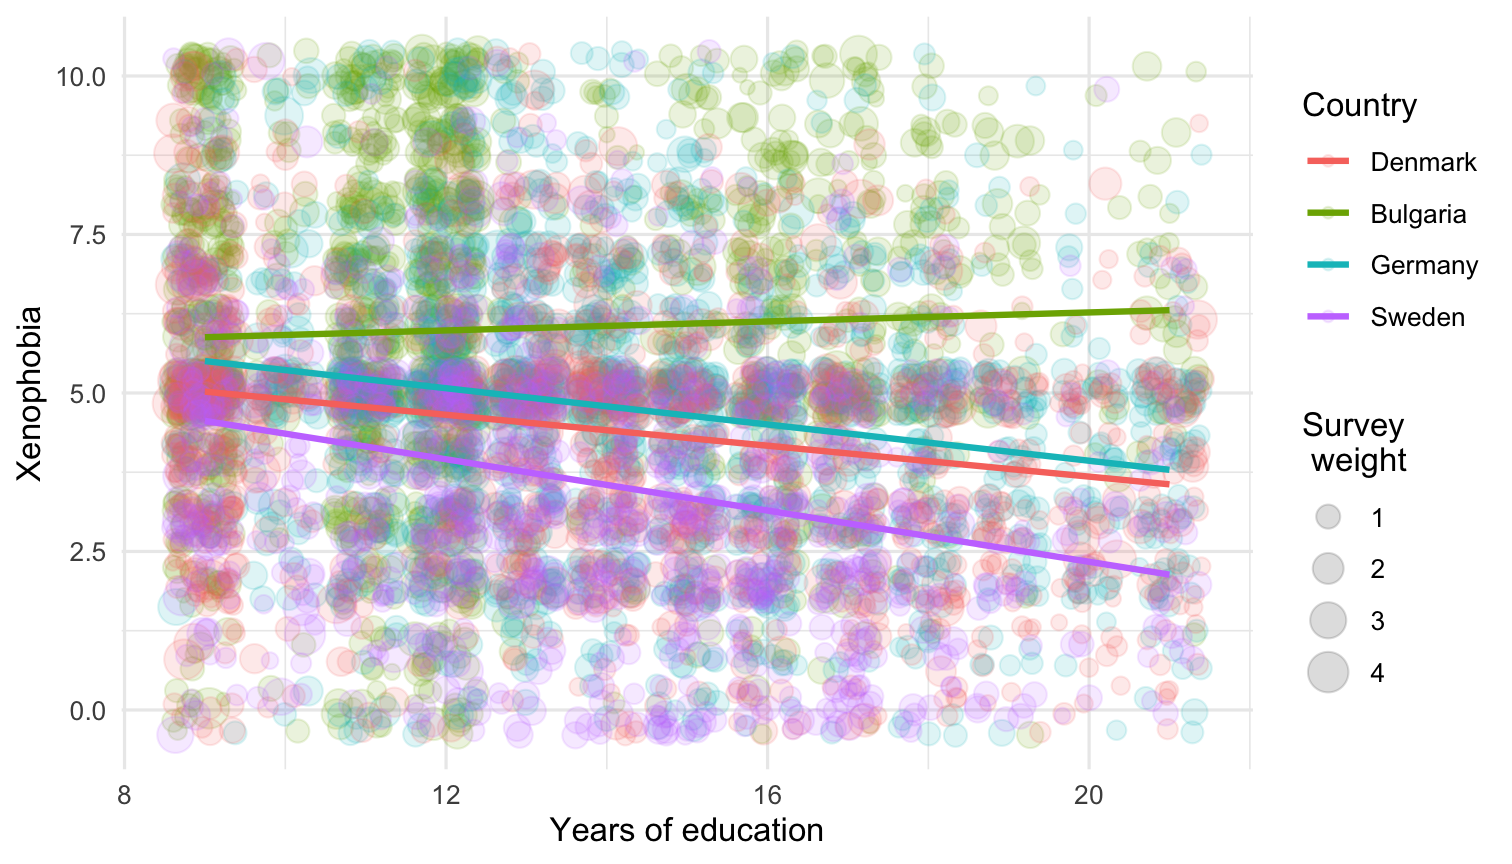 10.0
7.5
5.0
2.5
0.0
Xenophobia
8
12
16
20
Years of education
Country
Denmark
Bulgaria
Germany
Sweden
Survey
weight
1
2
3
4